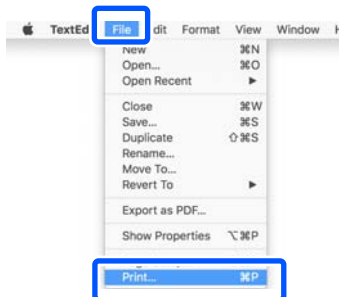 TextEd File dit Format View Window H
New ⌘N
Open... ⌘O
Open Recent ▶
Close ⌘W
Save... ⌘S
Duplicate ⇧⌘S
Rename...
Move To...
Revert To ▶
Export as PDF...
Show Properties ⌥⌘P
Print... ⌘P